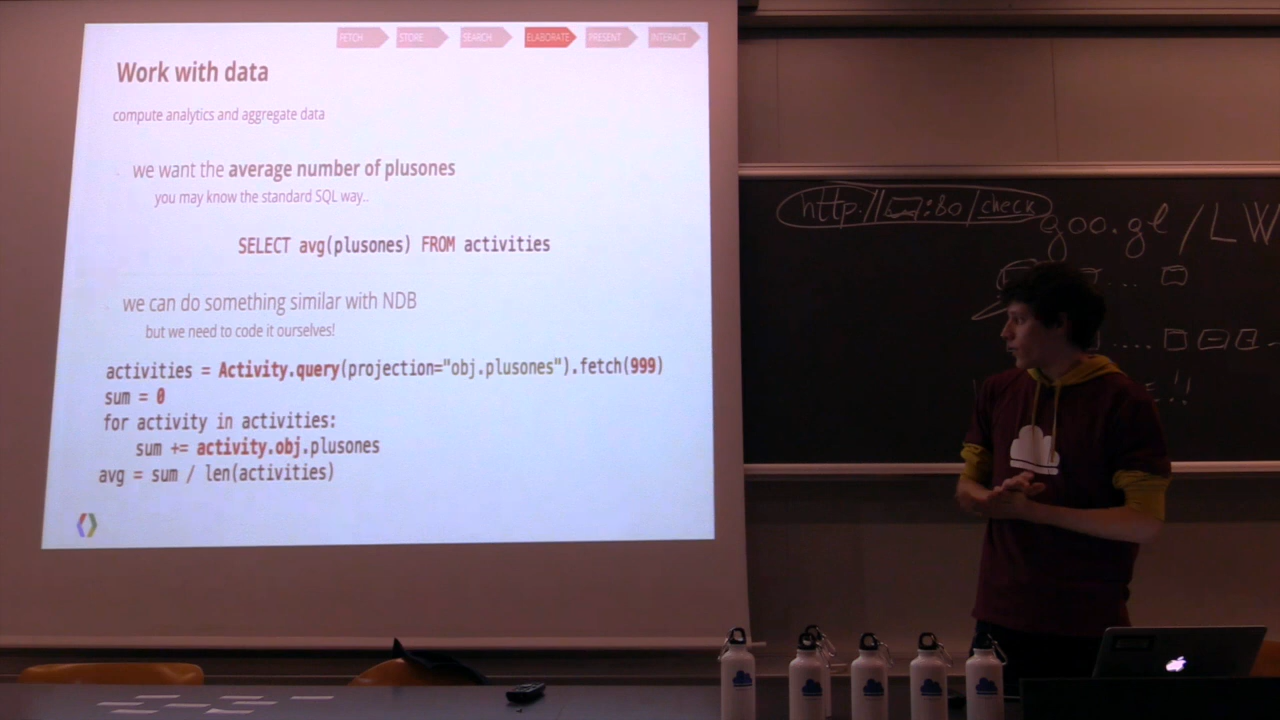 FETCH
STORE
SEARCH
ELABORATE
PRESENT
INTERACT
Work with data
compute analytics and aggregate data
we want the average number of plusones
you may know the standard SQL way..
SELECT avg(plusones) FROM activities
we can do something similar with NDB
but we need to code it ourselves!
activities = Activity.query(projection="obj.plusones").fetch(999)
sum = 0
for activity in activities:
sum += activity.obj.plusones
avg = sum / len(activities)
http://
:80/check
goo.gl/LW
!!